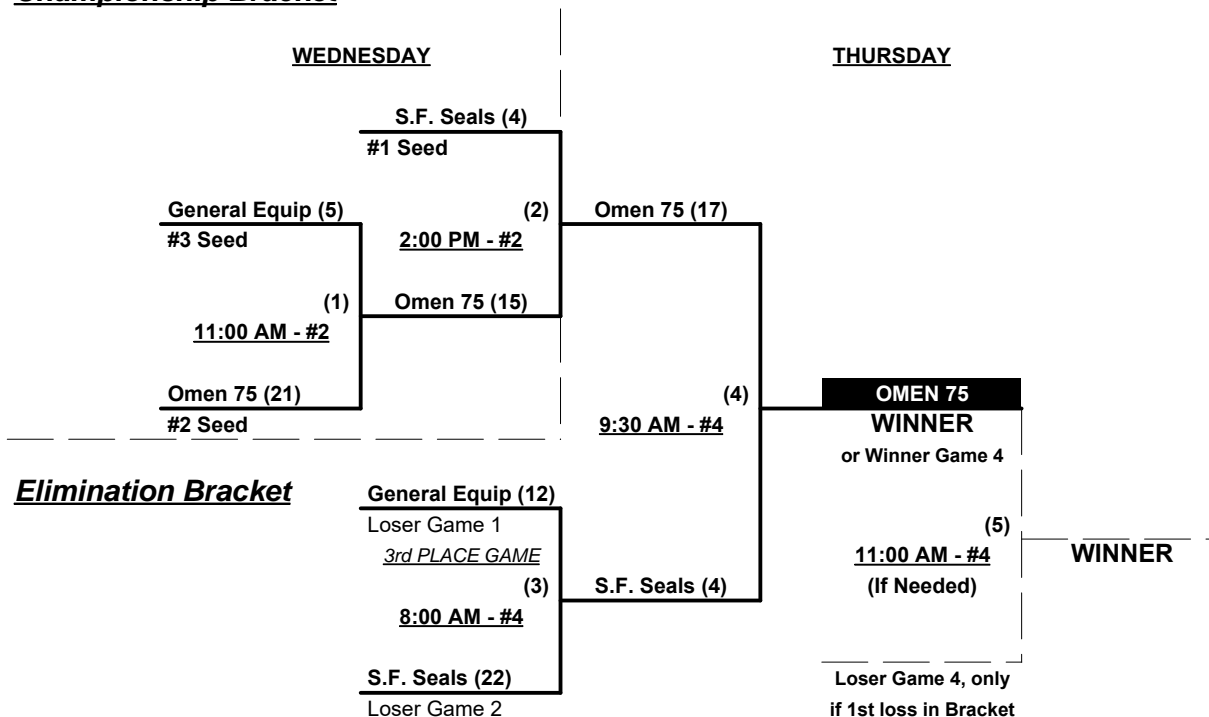 WEDNESDAY
THURSDAY
S.F. Seals (4)
#1 Seed
General Equip (5)
(2)
Omen 75 (17)
#3 Seed
2:00 PM - #2
(1)
Omen 75 (15)
11:00 AM - #2
Omen 75 (21)
(4)
OMEN 75
#2 Seed
9:30 AM - #4
WINNER
or Winner Game 4
Elimination Bracket
General Equip (12)
Loser Game 1
(5)
3rd PLACE GAME
11:00 AM - #4
WINNER
(3)
S.F. Seals (4)
(If Needed)
8:00 AM - #4
S.F. Seals (22)
Loser Game 4, only
Loser Game 2
if 1st loss in Bracket